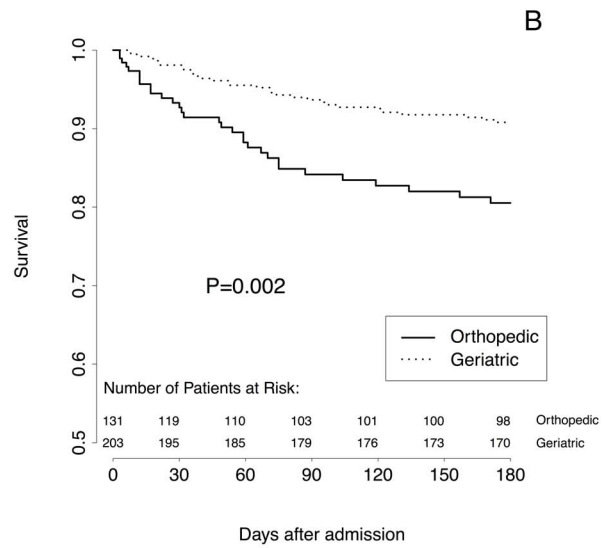 B
1.0
0.9
0.8
0.7
0.6
0.5
Survival
P=0.002
Orthopedic
Geriatric
Number of Patients at Risk:
131 119 110 103 101 100 98 Orthopedic
203 195 185 179 176 173 170 Geriatric
0 30 60 90 120 150 180
Days after admission